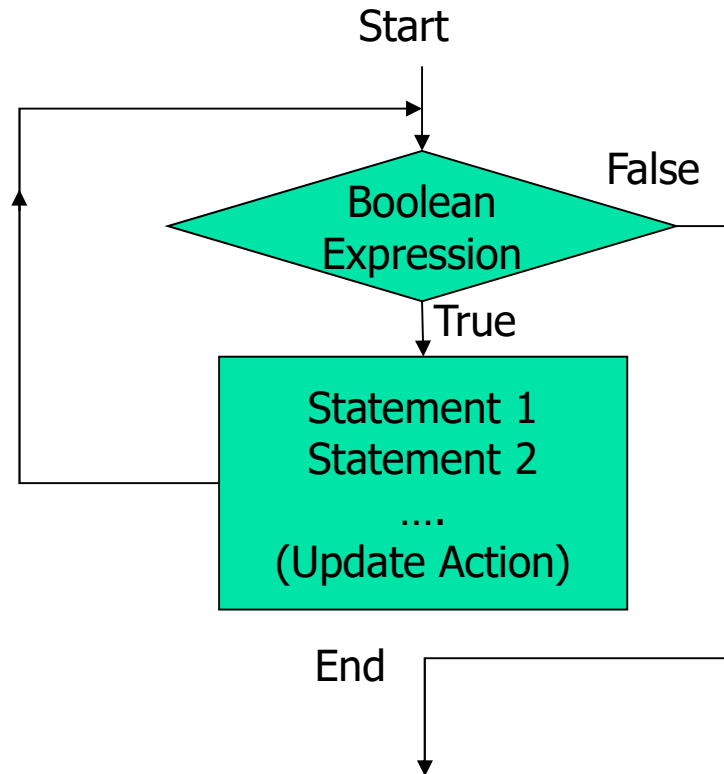 Start
False
Boolean
Expression
True
Statement 1
Statement 2
….
(Update Action)
End